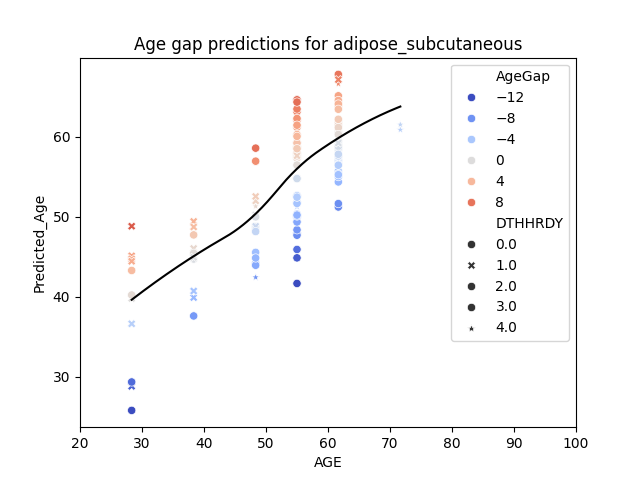 Age gap predictions for adipose_subcutaneous
Predicted_Age
60
50
40
30
20 30 40 50 60 70 80 90 100
AGE
AgeGap
−12
−8
−4
0
4
8
DTHHRDY
0.0
1.0
2.0
3.0
4.0